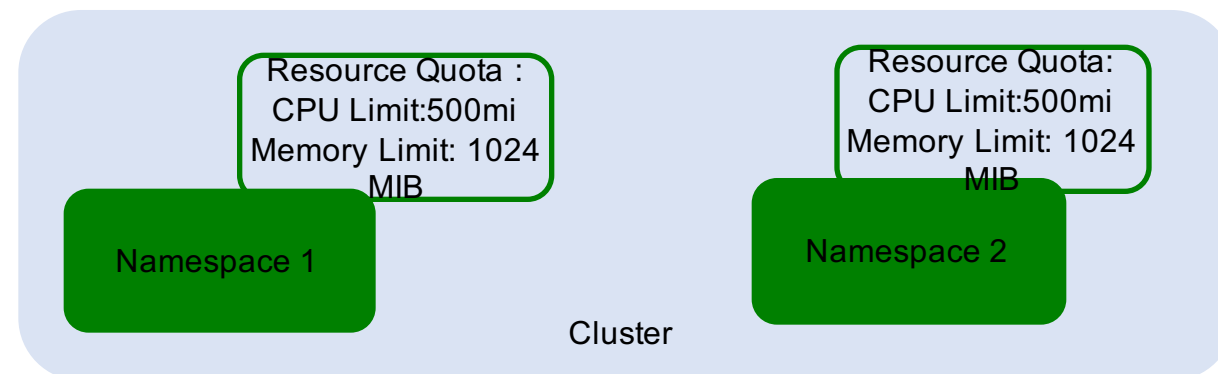 Resource Quota :
CPU Limit:500mi
Memory Limit: 1024
MIB
Namespace 1
Resource Quota:
CPU Limit:500mi
Memory Limit: 1024
MIB
Namespace 2
Cluster